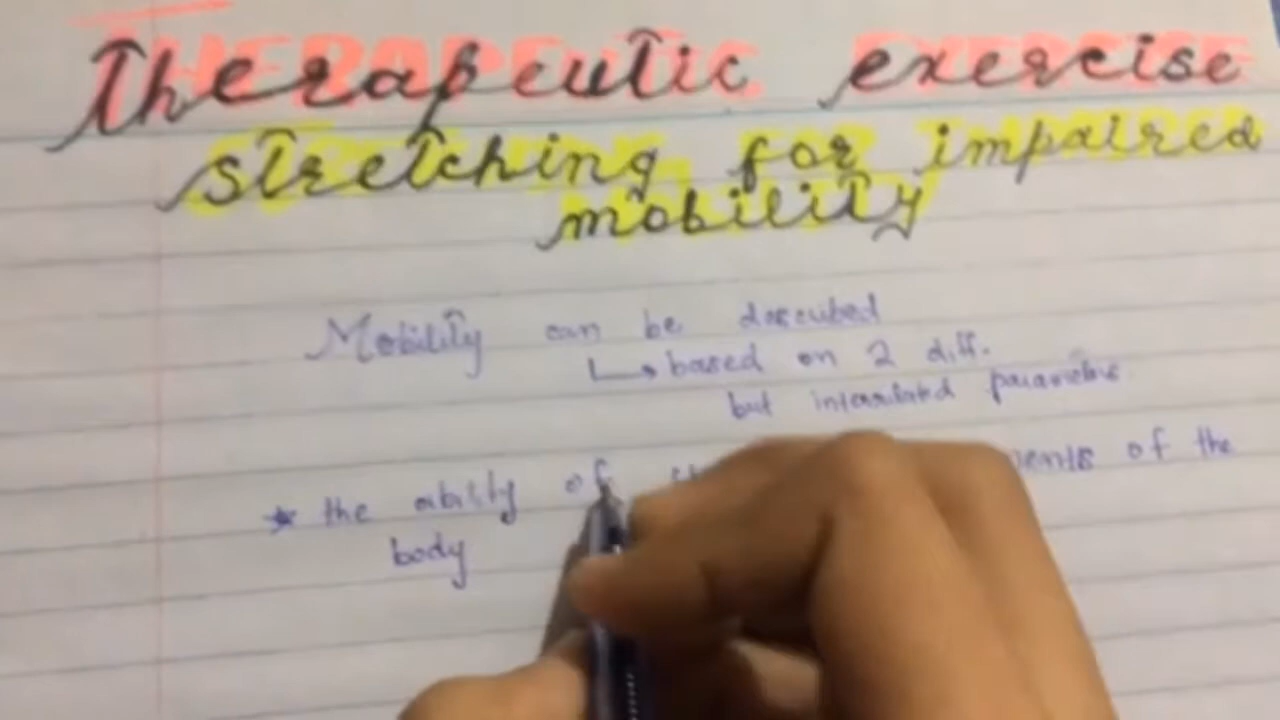 Therapeutic exercise
stretching for impaired
mobility
Mobility can be described
↳ based on 2 diff.
but interrelated parameters
* the ability of the
body